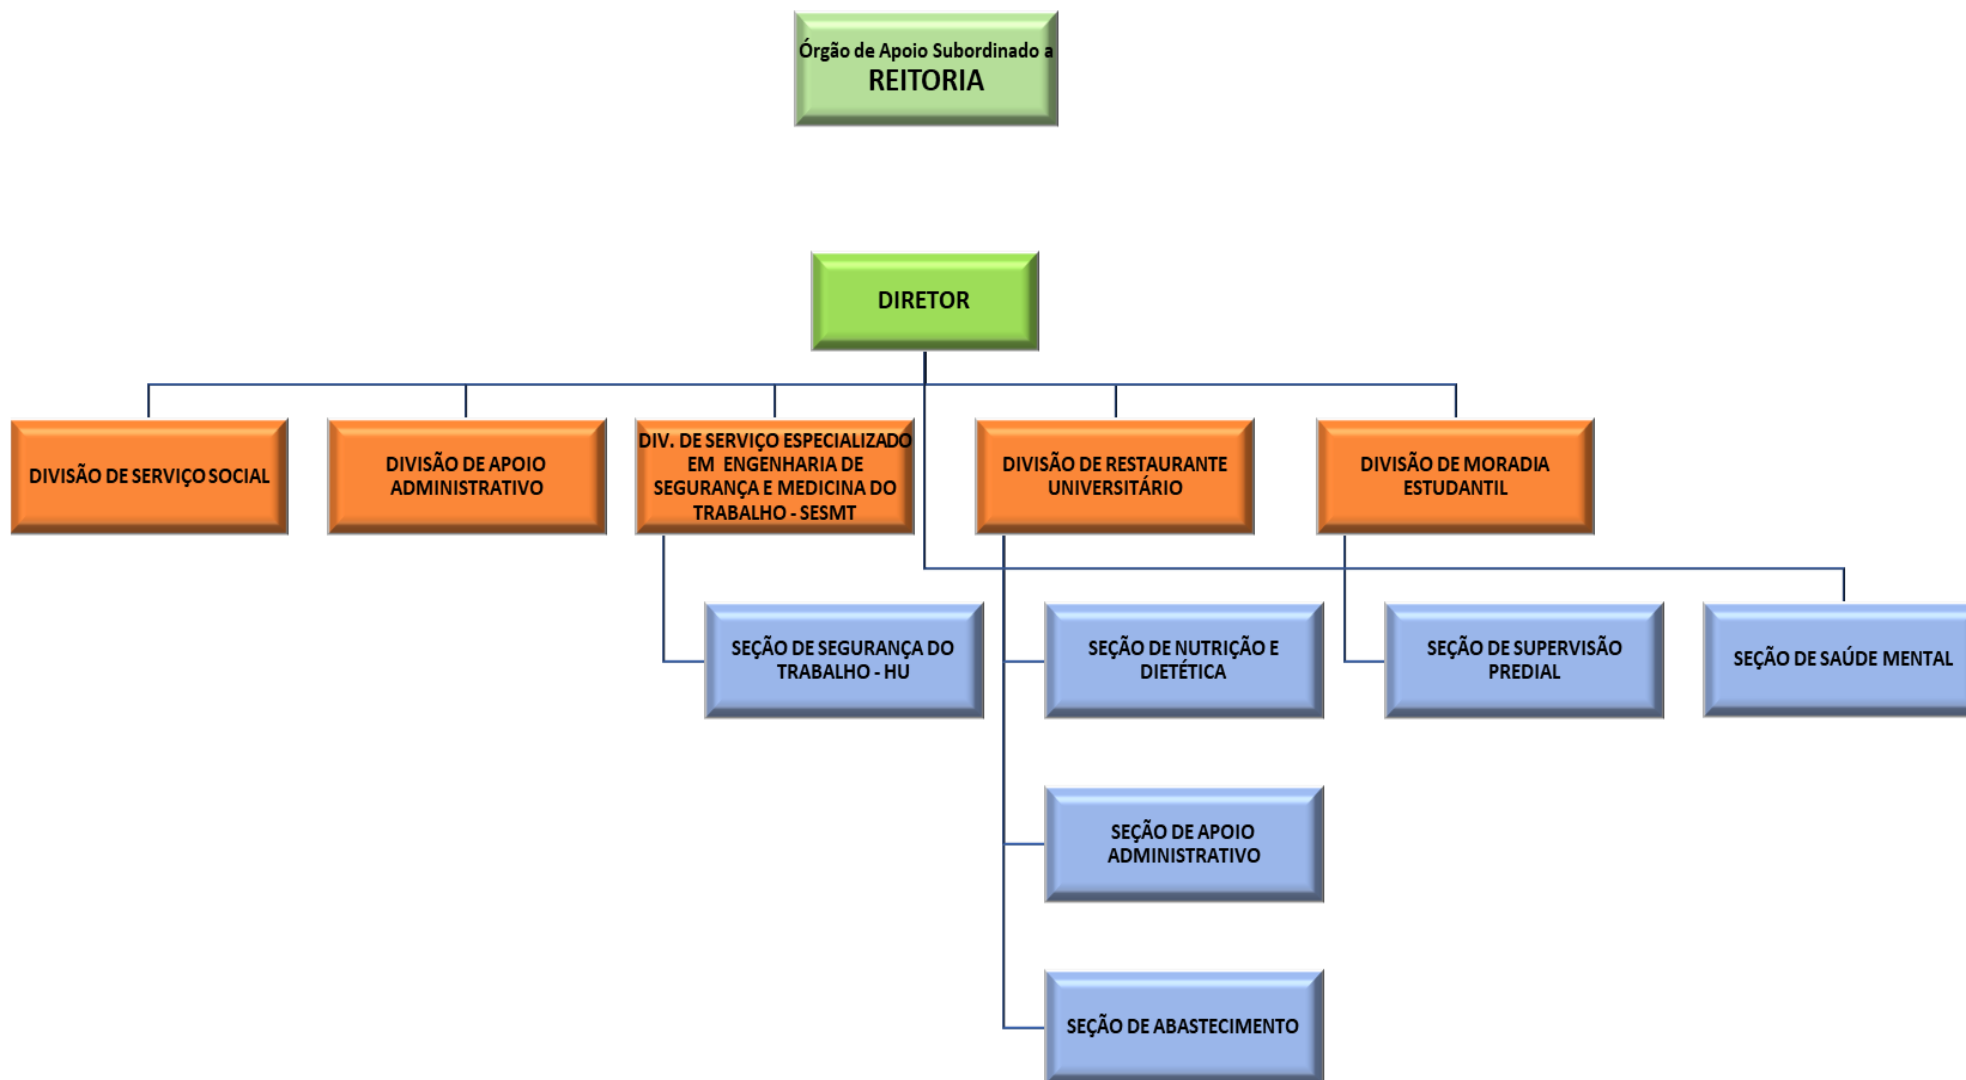 Órgão de Apoio Subordinado a
REITORIA
DIRETOR
DIVISÃO DE SERVIÇO SOCIAL
DIVISÃO DE APOIO
ADMINISTRATIVO
DIV. DE SERVIÇO ESPECIALIZADO
EM ENGENHARIA DE
SEGURANÇA E MEDICINA DO
TRABALHO - SESMT
DIVISÃO DE RESTAURANTE
UNIVERSITÁRIO
DIVISÃO DE MORADIA
ESTUDANTIL
SEÇÃO DE SEGURANÇA DO
TRABALHO - HU
SEÇÃO DE NUTRIÇÃO E
DIETÉTICA
SEÇÃO DE SUPERVISÃO
PREDIAL
SEÇÃO DE SAÚDE MENTAL
SEÇÃO DE APOIO
ADMINISTRATIVO
SEÇÃO DE ABASTECIMENTO